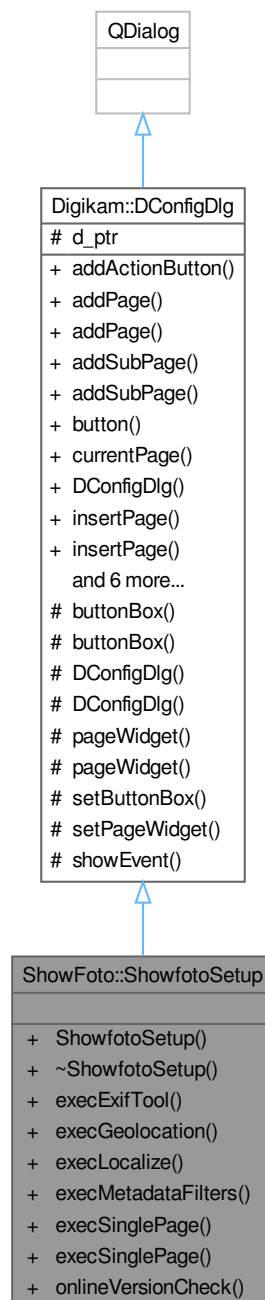 QDialog
Digikam::DConfigDlg
# d_ptr
+ addActionButton()
+ addPage()
+ addPage()
+ addSubPage()
+ addSubPage()
+ button()
+ currentPage()
+ DConfigDlg()
+ insertPage()
+ insertPage()
and 6 more...
# buttonBox()
# buttonBox()
# DConfigDlg()
# DConfigDlg()
# pageWidget()
# pageWidget()
# setButtonBox()
# setPageWidget()
# showEvent()
ShowFoto::ShowfotoSetup
+ ShowfotoSetup()
+ ~ShowfotoSetup()
+ execExifTool()
+ execGeolocation()
+ execLocalize()
+ execMetadataFilters()
+ execSinglePage()
+ execSinglePage()
+ onlineVersionCheck()